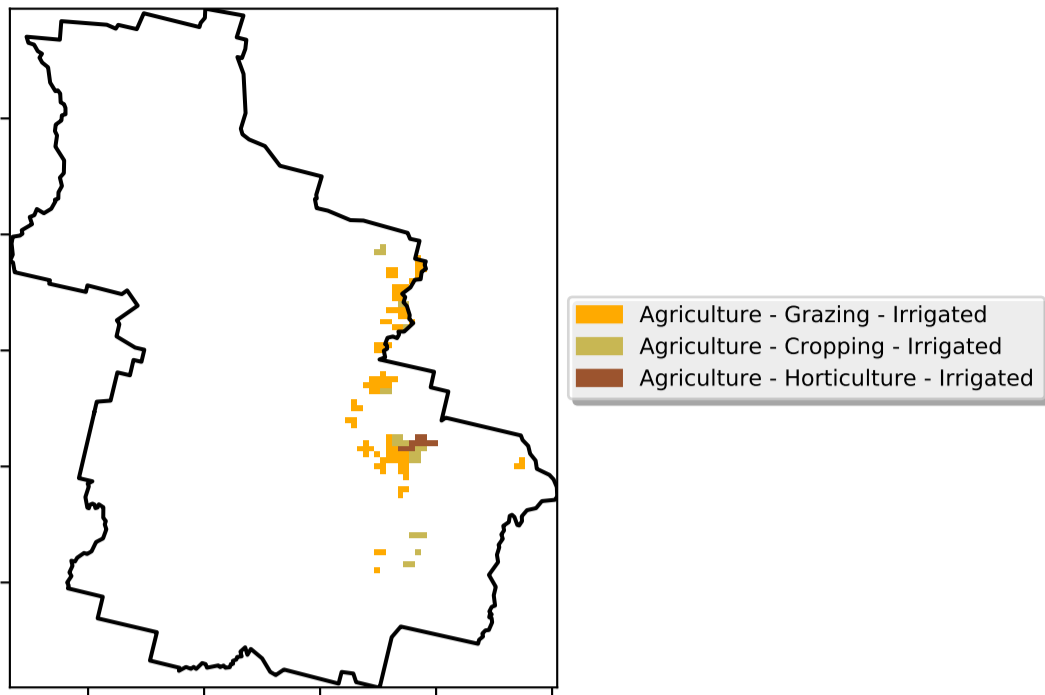 Agriculture - Grazing - Irrigated
Agriculture - Cropping - Irrigated
Agriculture - Horticulture - Irrigated